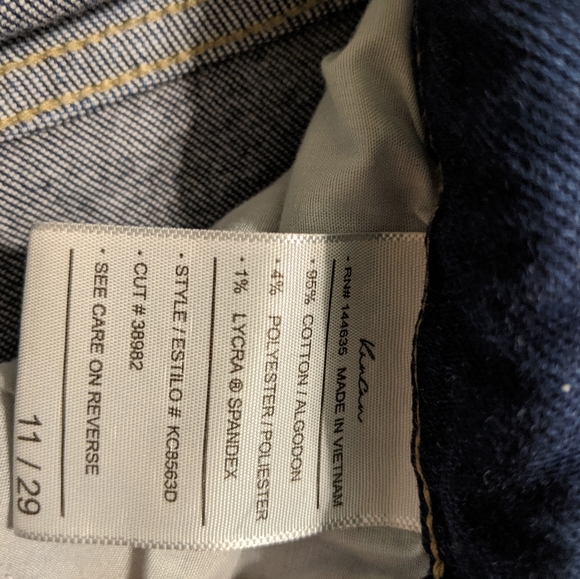 KanCan
· RN# 144635 MADE IN VIETNAM
· 95% COTTON / ALGODON
· 4% POLYESTER / POLIESTER
· 1% LYCRA ® SPANDEX
· STYLE / ESTILO # KC8563D
· CUT # 38982
· SEE CARE ON REVERSE
11 / 29